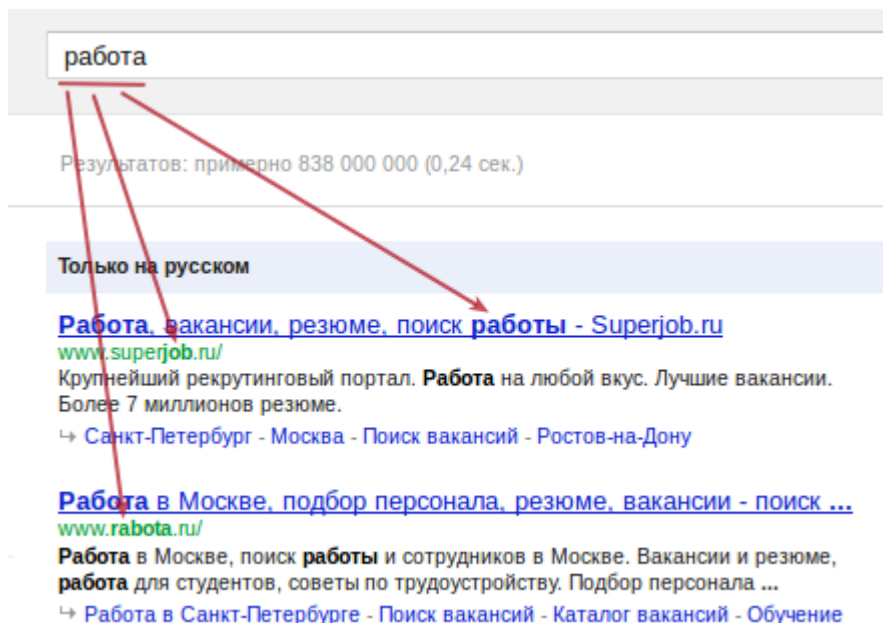 работа
Результатов: примерно 838 000 000 (0,24 сек.)
Только на русском
Работа, вакансии, резюме, поиск работы - Superjob.ru
www.superjob.ru/
Крупнейший рекрутинговый портал. Работа на любой вкус. Лучшие вакансии.
Более 7 миллионов резюме.
↪ Санкт-Петербург - Москва - Поиск вакансий - Ростов-на-Дону
Работа в Москве, подбор персонала, резюме, вакансии - поиск ...
www.rabota.ru/
Работа в Москве, поиск работы и сотрудников в Москве. Вакансии и резюме,
работа для студентов, советы по трудоустройству. Подбор персонала ...
↪ Работа в Санкт-Петербурге - Поиск вакансий - Каталог вакансий - Обучение